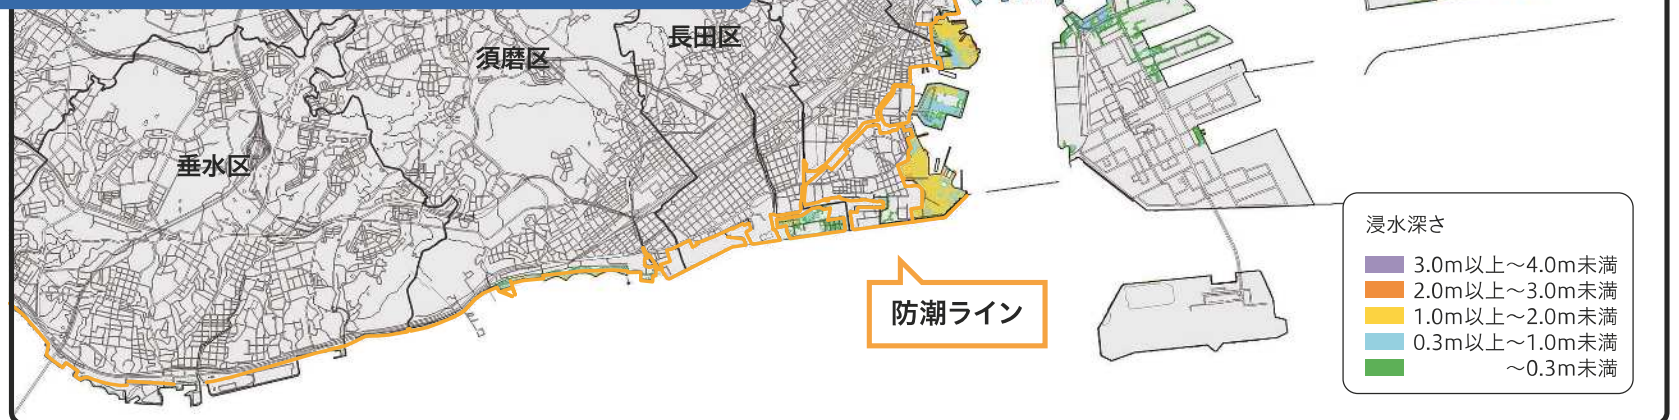 長田区
須磨区
垂水区
防潮ライン
浸水深さ
3.0m以上～4.0m未満
2.0m以上～3.0m未満
1.0m以上～2.0m未満
0.3m以上～1.0m未満
～0.3m未満